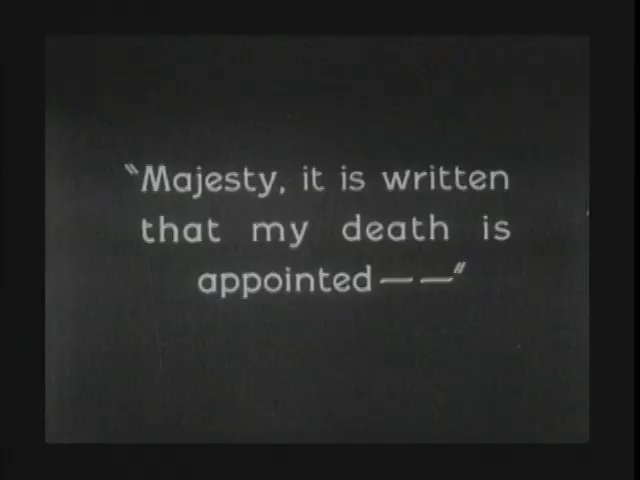 "Majesty, it is written
that my death is
appointed — —"